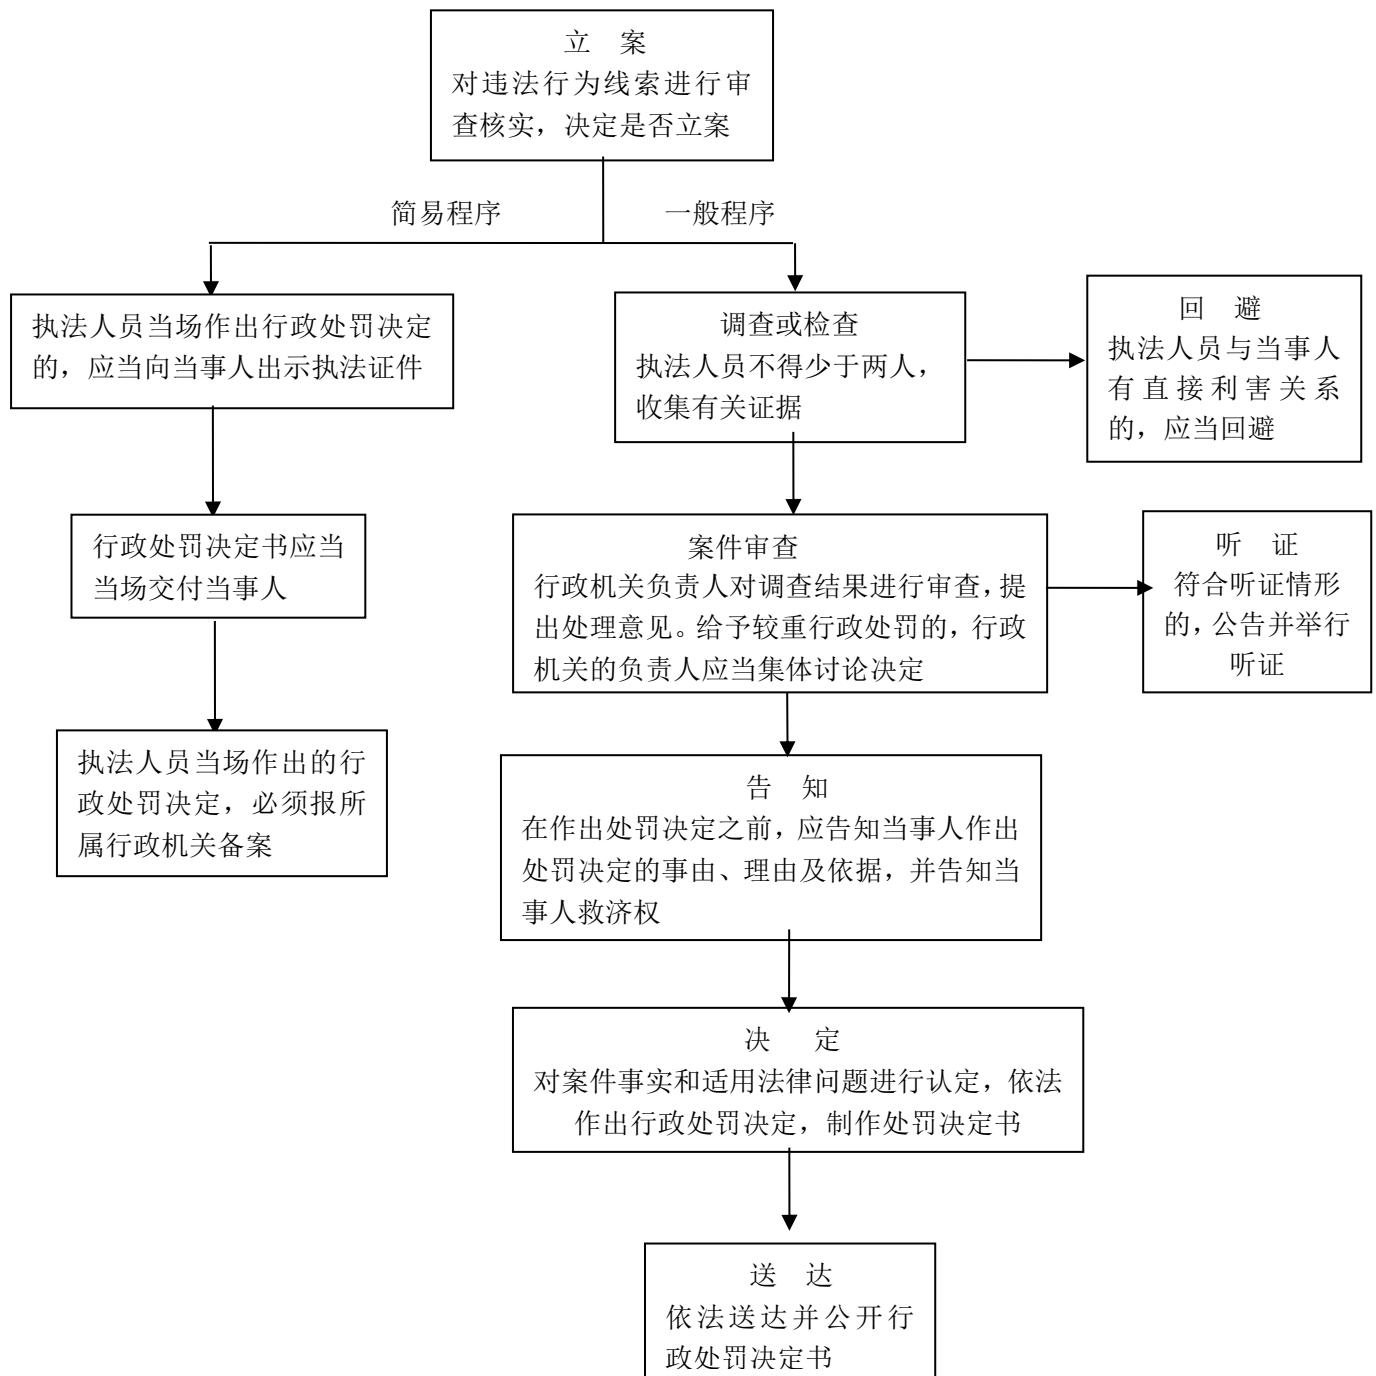 立 案
对违法行为线索进行审
查核实，决定是否立案
简易程序
一般程序
执法人员当场作出行政处罚决定
的，应当向当事人出示执法证件
调查或检查
执法人员不得少于两人，
收集有关证据
回 避
执法人员与当事人
有直接利害关系
的，应当回避
行政处罚决定书应当
当场交付当事人
案件审查
行政机关负责人对调查结果进行审查，提
出处理意见。给予较重行政处罚的，行政
机关的负责人应当集体讨论决定
听 证
符合听证情形
的，公告并举行
听证
执法人员当场作出的行
政处罚决定，必须报所
属行政机关备案
告 知
在作出处罚决定之前，应告知当事人作出
处罚决定的事由、理由及依据，并告知当
事人救济权
决 定
对案件事实和适用法律问题进行认定，依法
作出行政处罚决定，制作处罚决定书
送 达
依法送达并公开行
政处罚决定书